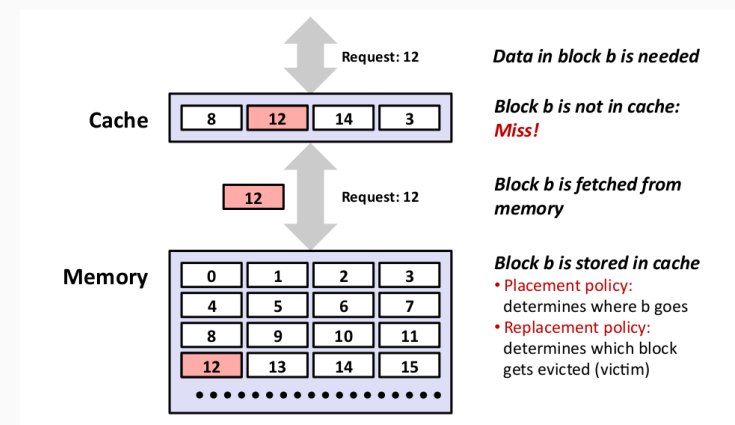 Request: 12
Data in block b is needed
Cache
8 12 14 3
Block b is not in cache:
Miss!
12
Request: 12
Block b is fetched from
memory
Memory
0 1 2 3
4 5 6 7
8 9 10 11
12 13 14 15
Block b is stored in cache
• Placement policy:
determines where b goes
• Replacement policy:
determines which block
gets evicted (victim)